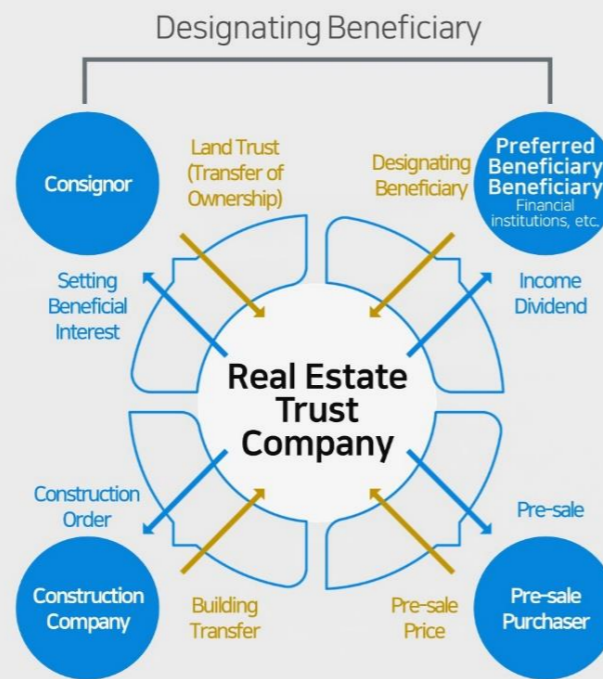 Designating Beneficiary
Consignor
Land Trust
(Transfer of
Ownership)
Designating
Beneficiary
Preferred
Beneficiary
Beneficiary
Financial
institutions, etc.
Setting
Beneficial
Interest
Income
Dividend
Real Estate
Trust
Company
Construction
Order
Pre-sale
Construction
Company
Building
Transfer
Pre-sale
Price
Pre-sale
Purchaser